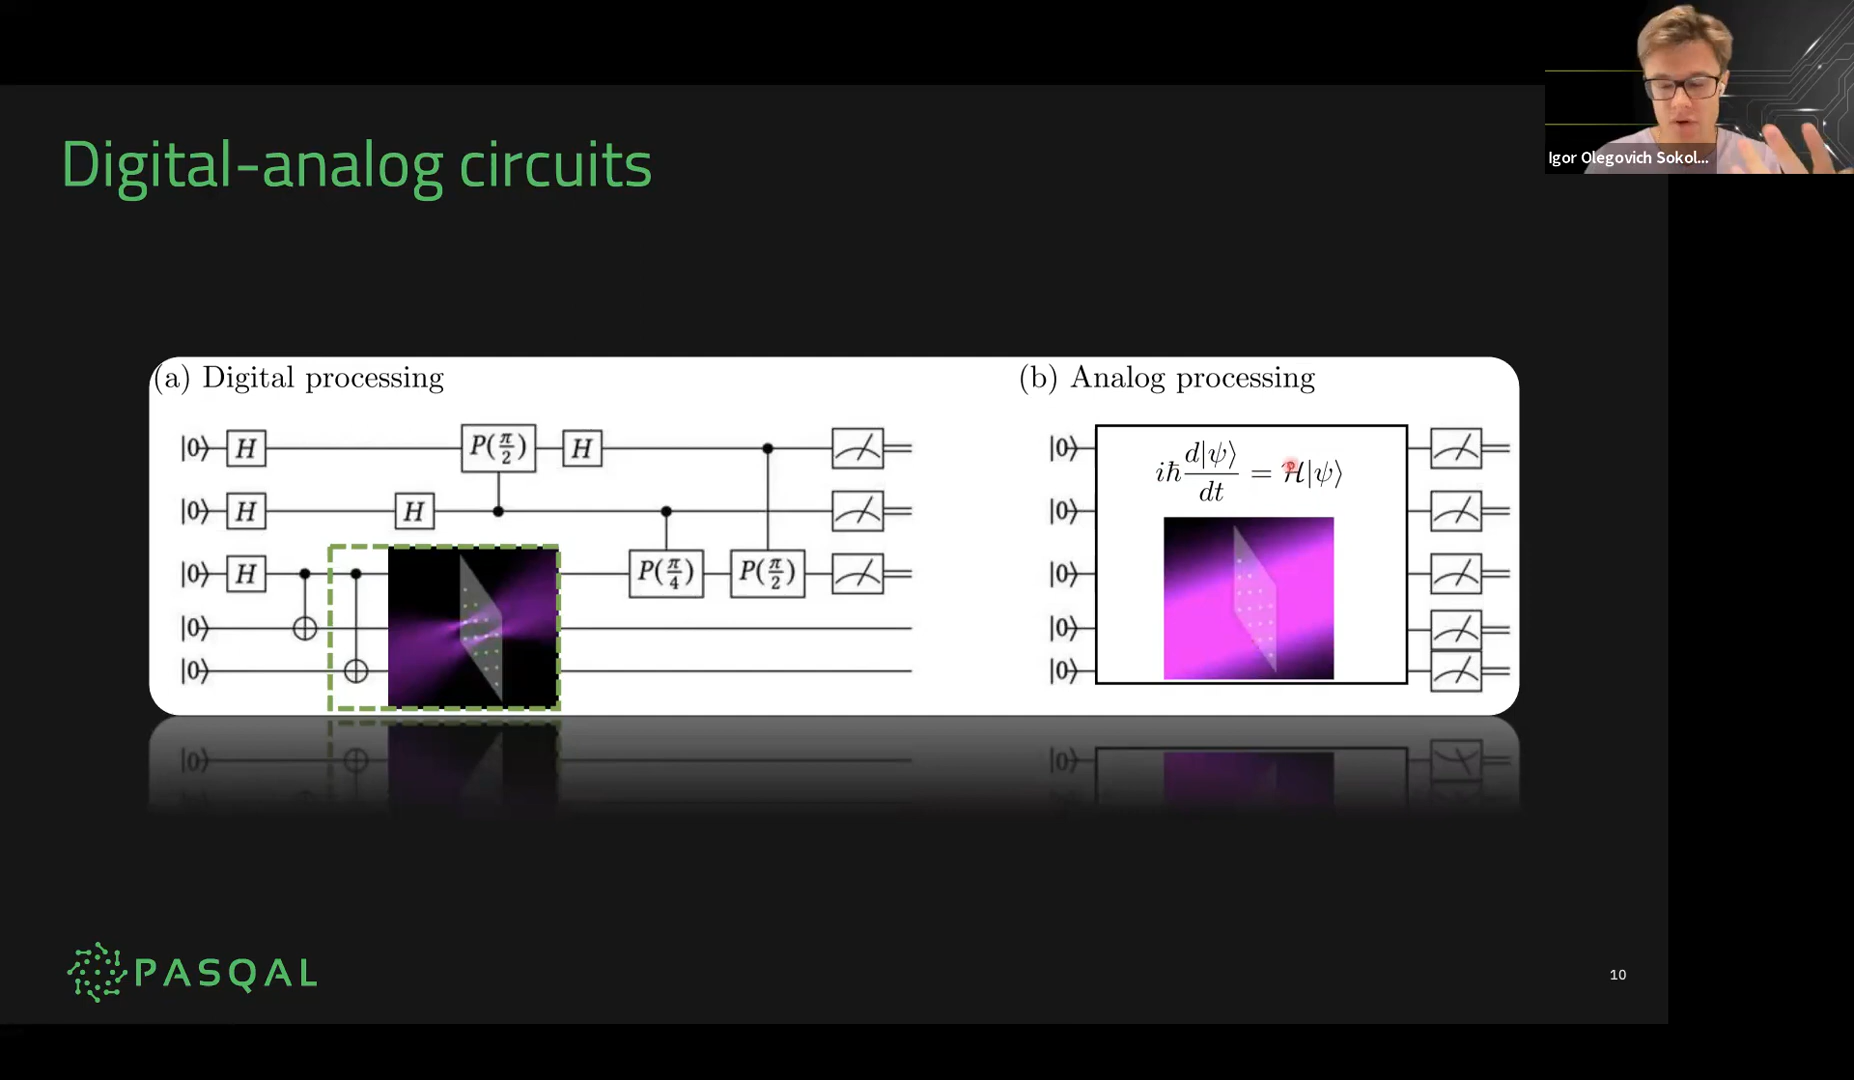 Igor Olegovich Sokol...
Digital-analog circuits
(a) Digital processing
|0⟩ H P(π/2) H
|0⟩ H H
|0⟩ H P(π/4) P(π/2)
|0⟩
|0⟩
(b) Analog processing
|0⟩
|0⟩
|0⟩
|0⟩
|0⟩
iℏ d|ψ⟩/dt = ℋ|ψ⟩
PASQAL
10